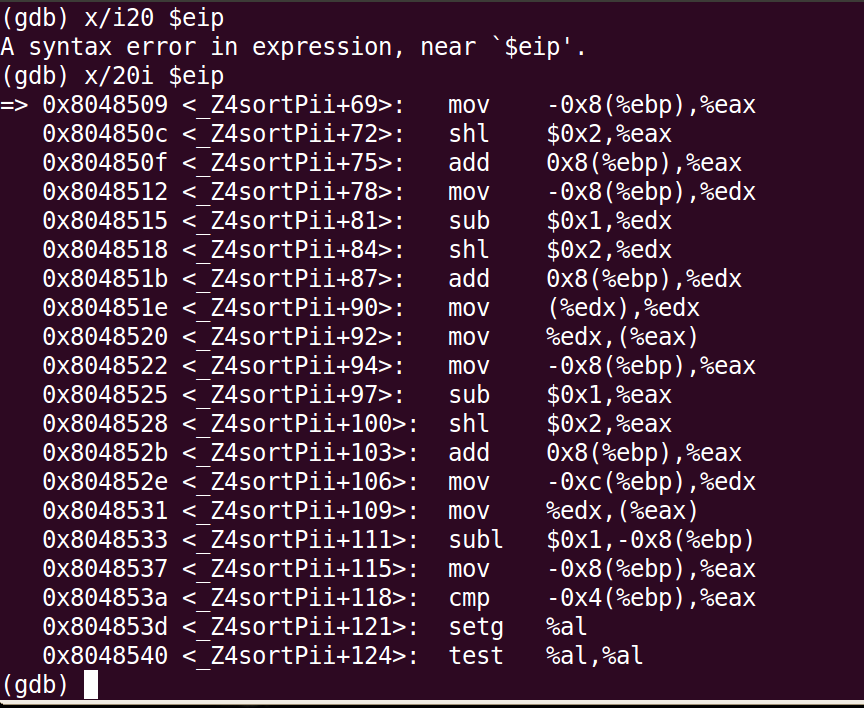 (gdb) x/i20 $eip
A syntax error in expression, near `$eip'.
(gdb) x/20i $eip
=> 0x8048509 <_Z4sortPii+69>:	mov    -0x8(%ebp),%eax
   0x804850c <_Z4sortPii+72>:	shl    $0x2,%eax
   0x804850f <_Z4sortPii+75>:	add    0x8(%ebp),%eax
   0x8048512 <_Z4sortPii+78>:	mov    -0x8(%ebp),%edx
   0x8048515 <_Z4sortPii+81>:	sub    $0x1,%edx
   0x8048518 <_Z4sortPii+84>:	shl    $0x2,%edx
   0x804851b <_Z4sortPii+87>:	add    0x8(%ebp),%edx
   0x804851e <_Z4sortPii+90>:	mov    (%edx),%edx
   0x8048520 <_Z4sortPii+92>:	mov    %edx,(%eax)
   0x8048522 <_Z4sortPii+94>:	mov    -0x8(%ebp),%eax
   0x8048525 <_Z4sortPii+97>:	sub    $0x1,%eax
   0x8048528 <_Z4sortPii+100>:	shl    $0x2,%eax
   0x804852b <_Z4sortPii+103>:	add    0x8(%ebp),%eax
   0x804852e <_Z4sortPii+106>:	mov    -0xc(%ebp),%edx
   0x8048531 <_Z4sortPii+109>:	mov    %edx,(%eax)
   0x8048533 <_Z4sortPii+111>:	subl   $0x1,-0x8(%ebp)
   0x8048537 <_Z4sortPii+115>:	mov    -0x8(%ebp),%eax
   0x804853a <_Z4sortPii+118>:	cmp    -0x4(%ebp),%eax
   0x804853d <_Z4sortPii+121>:	setg   %al
   0x8048540 <_Z4sortPii+124>:	test   %al,%al
(gdb)